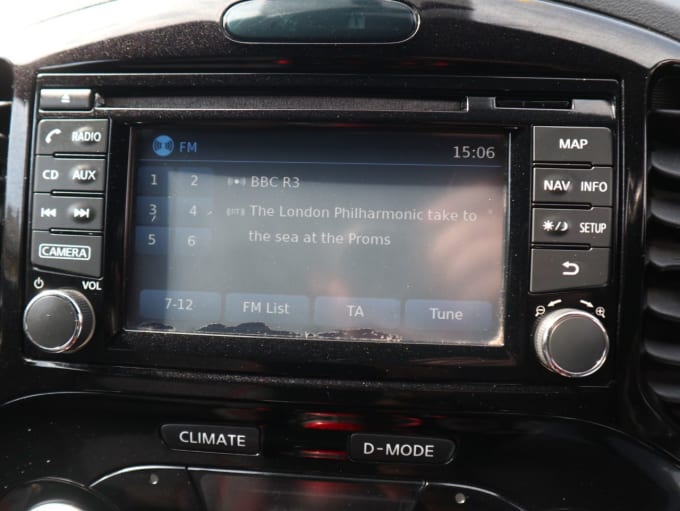 FM
15:06
1 2
BBC R3
3 4
The London Philharmonic take to
the sea at the Proms
5 6
7-12 FM List TA Tune
RADIO
CD AUX
CAMERA
VOL
MAP
NAV INFO
SETUP
CLIMATE
D-MODE